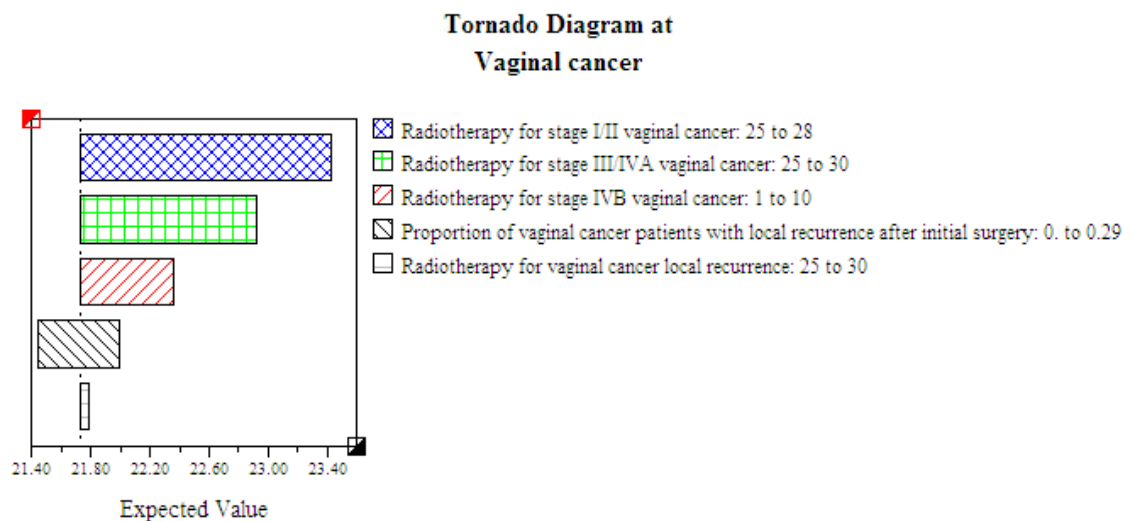 Tornado Diagram at
Vaginal cancer
Radiotherapy for stage I/II vaginal cancer: 25 to 28
Radiotherapy for stage III/IVA vaginal cancer: 25 to 30
Radiotherapy for stage IVB vaginal cancer: 1 to 10
Proportion of vaginal cancer patients with local recurrence after initial surgery: 0. to 0.29
Radiotherapy for vaginal cancer local recurrence: 25 to 30
21.40 21.80 22.20 22.60 23.00 23.40
Expected Value